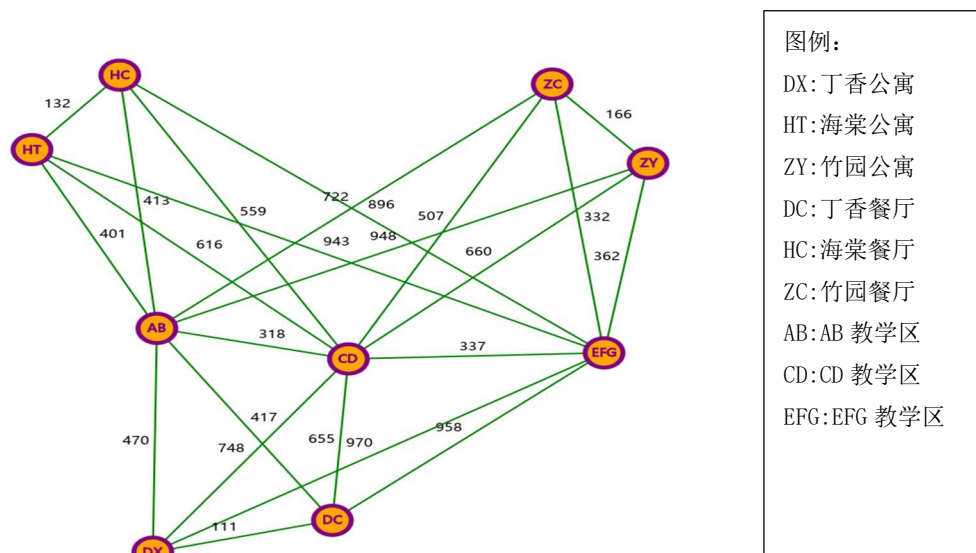 HC
ZC
132
166
HT
ZY
413
722
896
507
332
559
401
616
943
948
660
362
AB
318
CD
337
EFG
417
470
748
655
970
958
111
DC
DX
图例：
DX:丁香公寓
HT:海棠公寓
ZY:竹园公寓
DC:丁香餐厅
HC:海棠餐厅
ZC:竹园餐厅
AB:AB 教学区
CD:CD 教学区
EFG:EFG 教学区